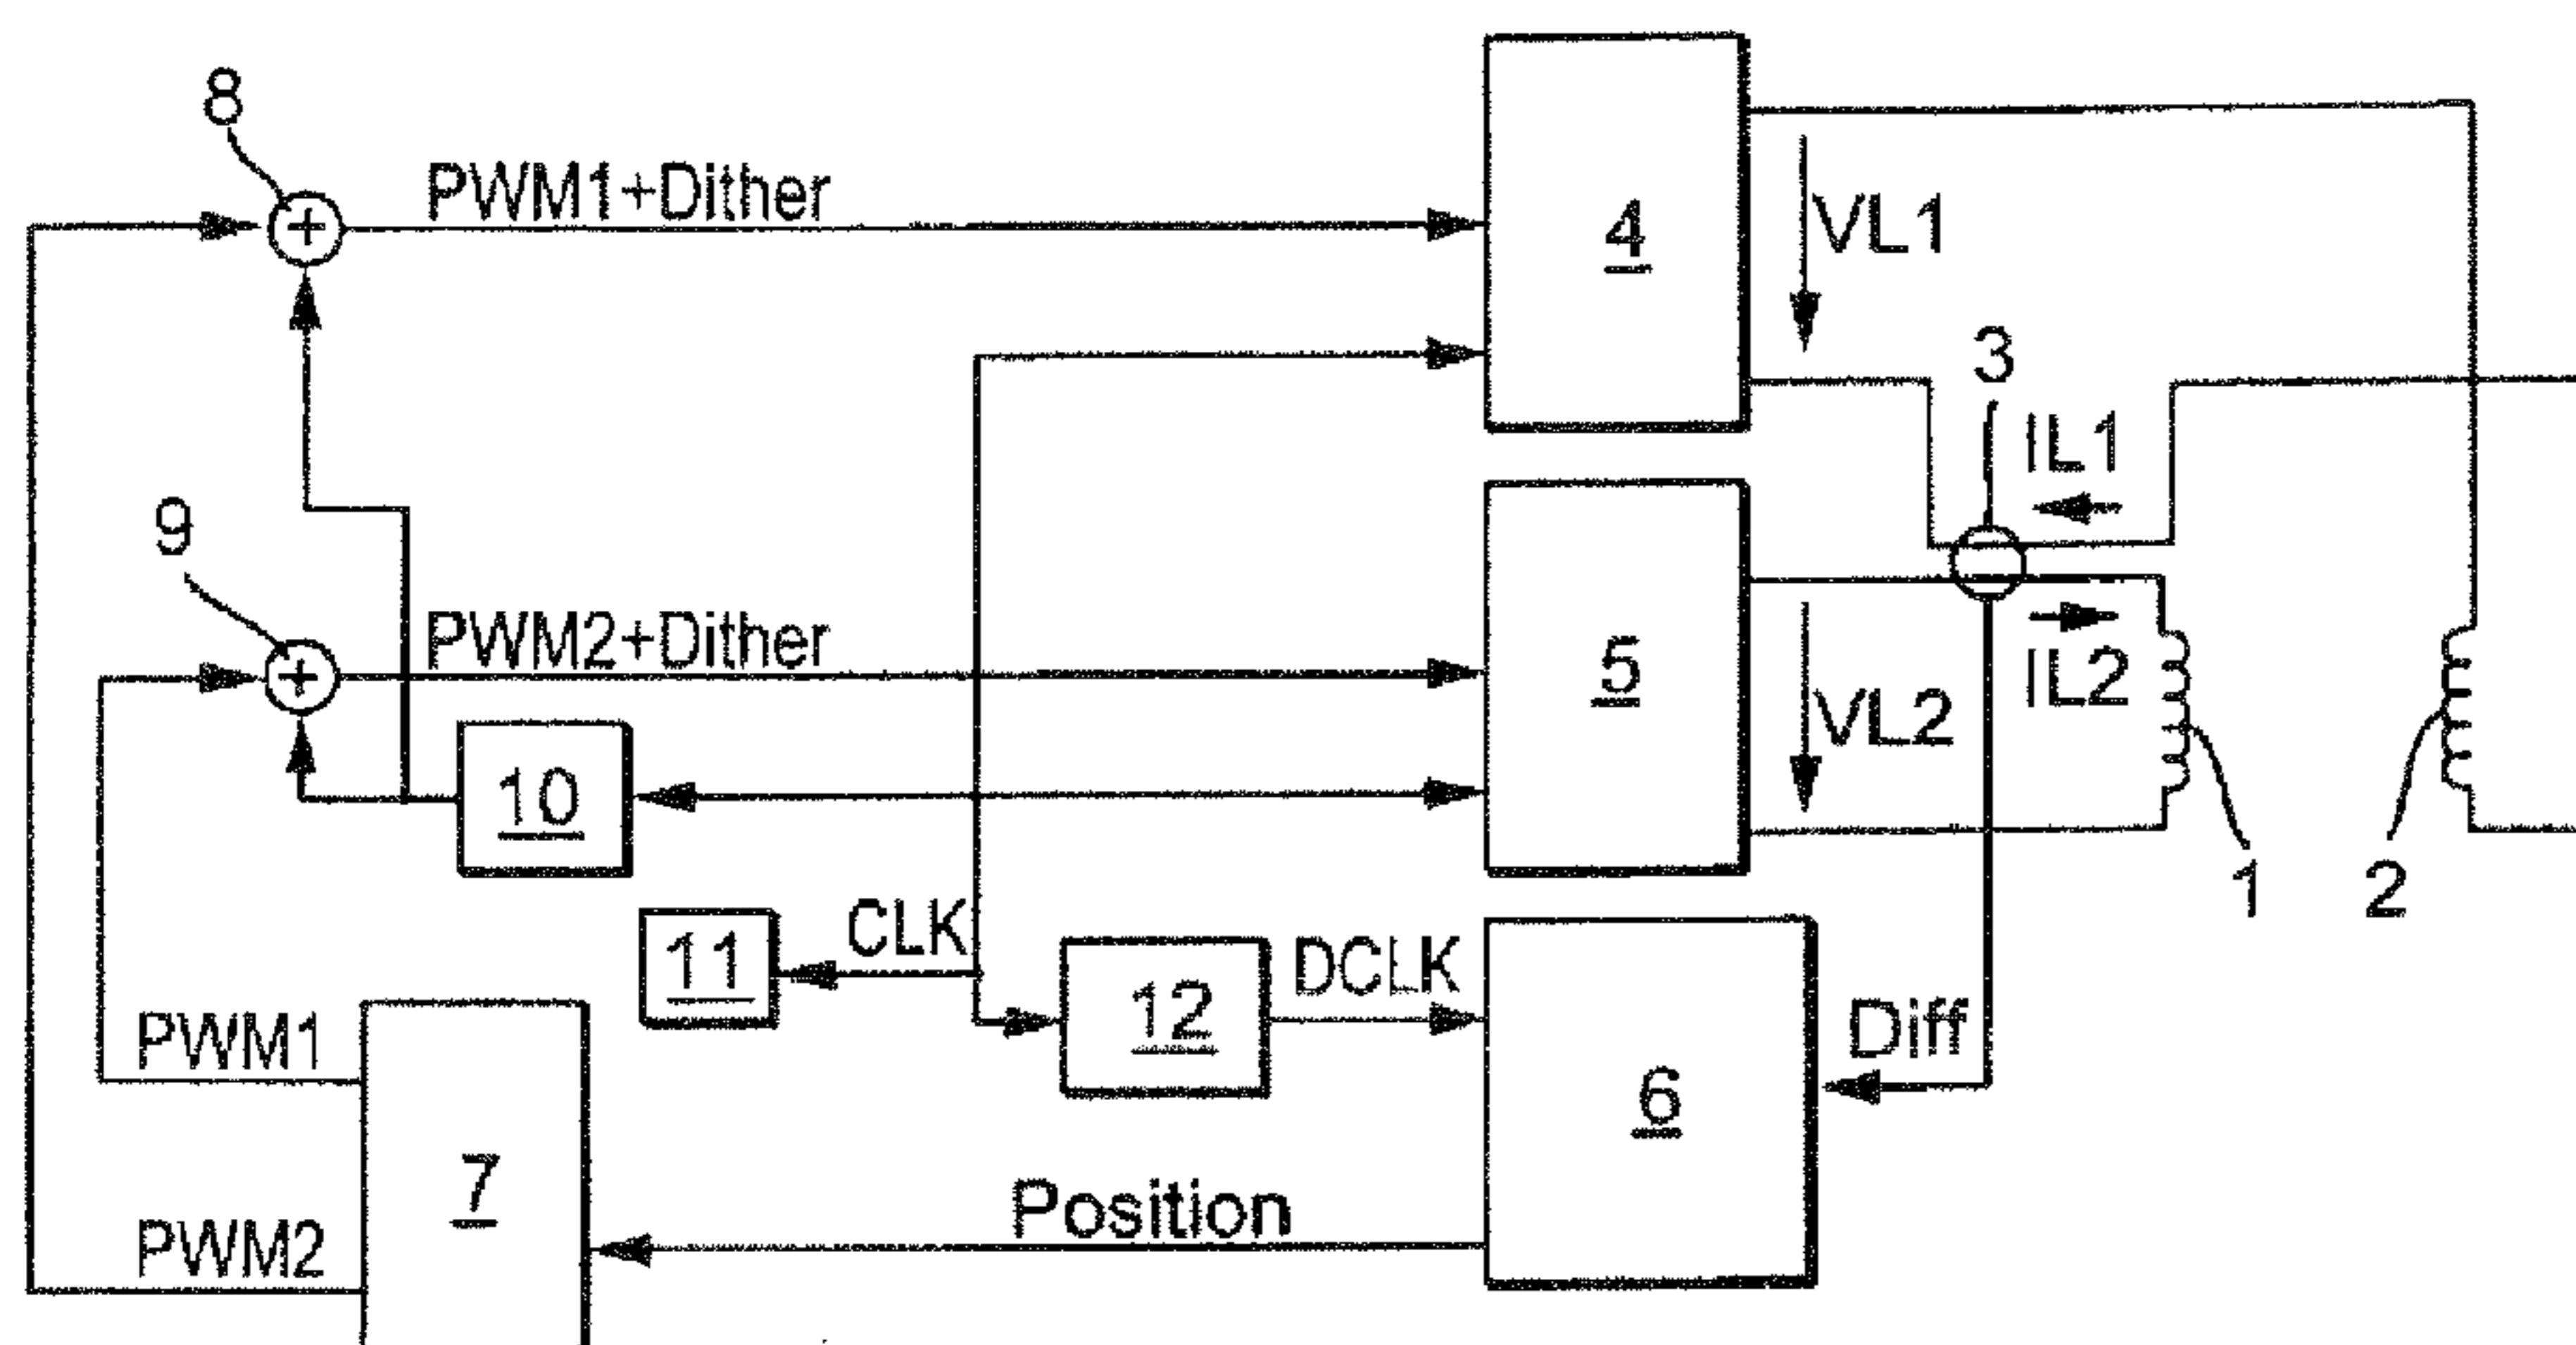 8
PWM1+Dither
4
VL1
3
IL1
9
PWM2+Dither
5
IL2
VL2
10
1
2
11
CLK
12
DCLK
Diff
6
PWM1
7
Position
PWM2